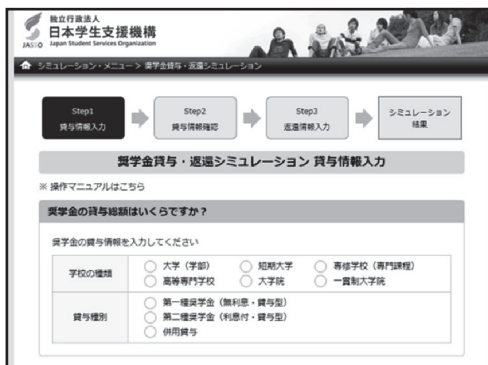 独立行政法人
日本学生支援機構
JASSO Japan Student Services Organization
シミュレーション・メニュー > 奨学金貸与・返還シミュレーション
Step1
貸与情報入力
Step2
貸与情報確認
Step3
返還情報入力
シミュレーション
結果
奨学金貸与・返還シミュレーション 貸与情報入力
※ 操作マニュアルはこちら
奨学金の貸与総額はいくらですか？
奨学金の貸与情報を入力してください
学校の種類
大学（学部） 短期大学 専修学校（専門課程）
高等専門学校 大学院 一貫制大学院
貸与種別
第一種奨学金（無利息・貸与型）
第二種奨学金（利息付・貸与型）
併用貸与